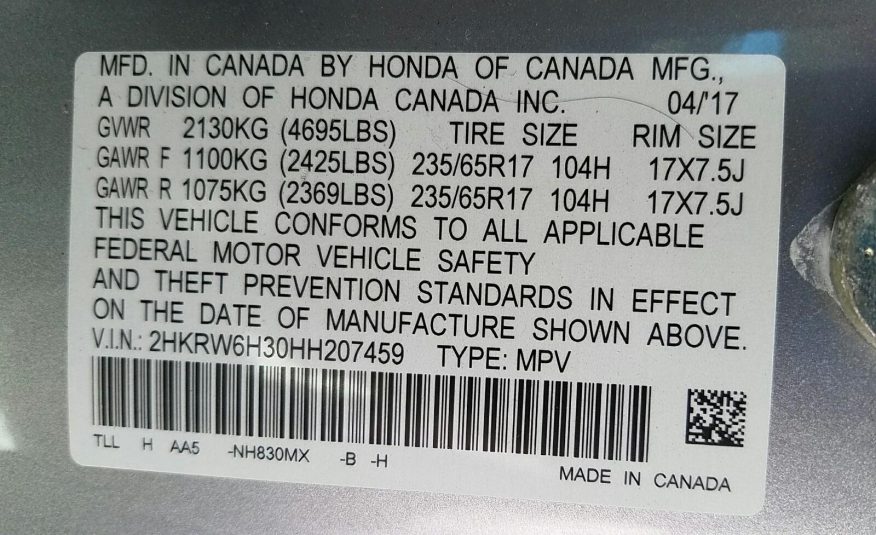 MFD. IN CANADA BY HONDA OF CANADA MFG.,
A DIVISION OF HONDA CANADA INC. 04/'17
GVWR 2130KG (4695LBS) TIRE SIZE RIM SIZE
GAWR F 1100KG (2425LBS) 235/65R17 104H 17X7.5J
GAWR R 1075KG (2369LBS) 235/65R17 104H 17X7.5J
THIS VEHICLE CONFORMS TO ALL APPLICABLE
FEDERAL MOTOR VEHICLE SAFETY
AND THEFT PREVENTION STANDARDS IN EFFECT
ON THE DATE OF MANUFACTURE SHOWN ABOVE.
V.I.N.: 2HKRW6H30HH207459 TYPE: MPV
TLL H AA5 -NH830MX -B -H
MADE IN CANADA